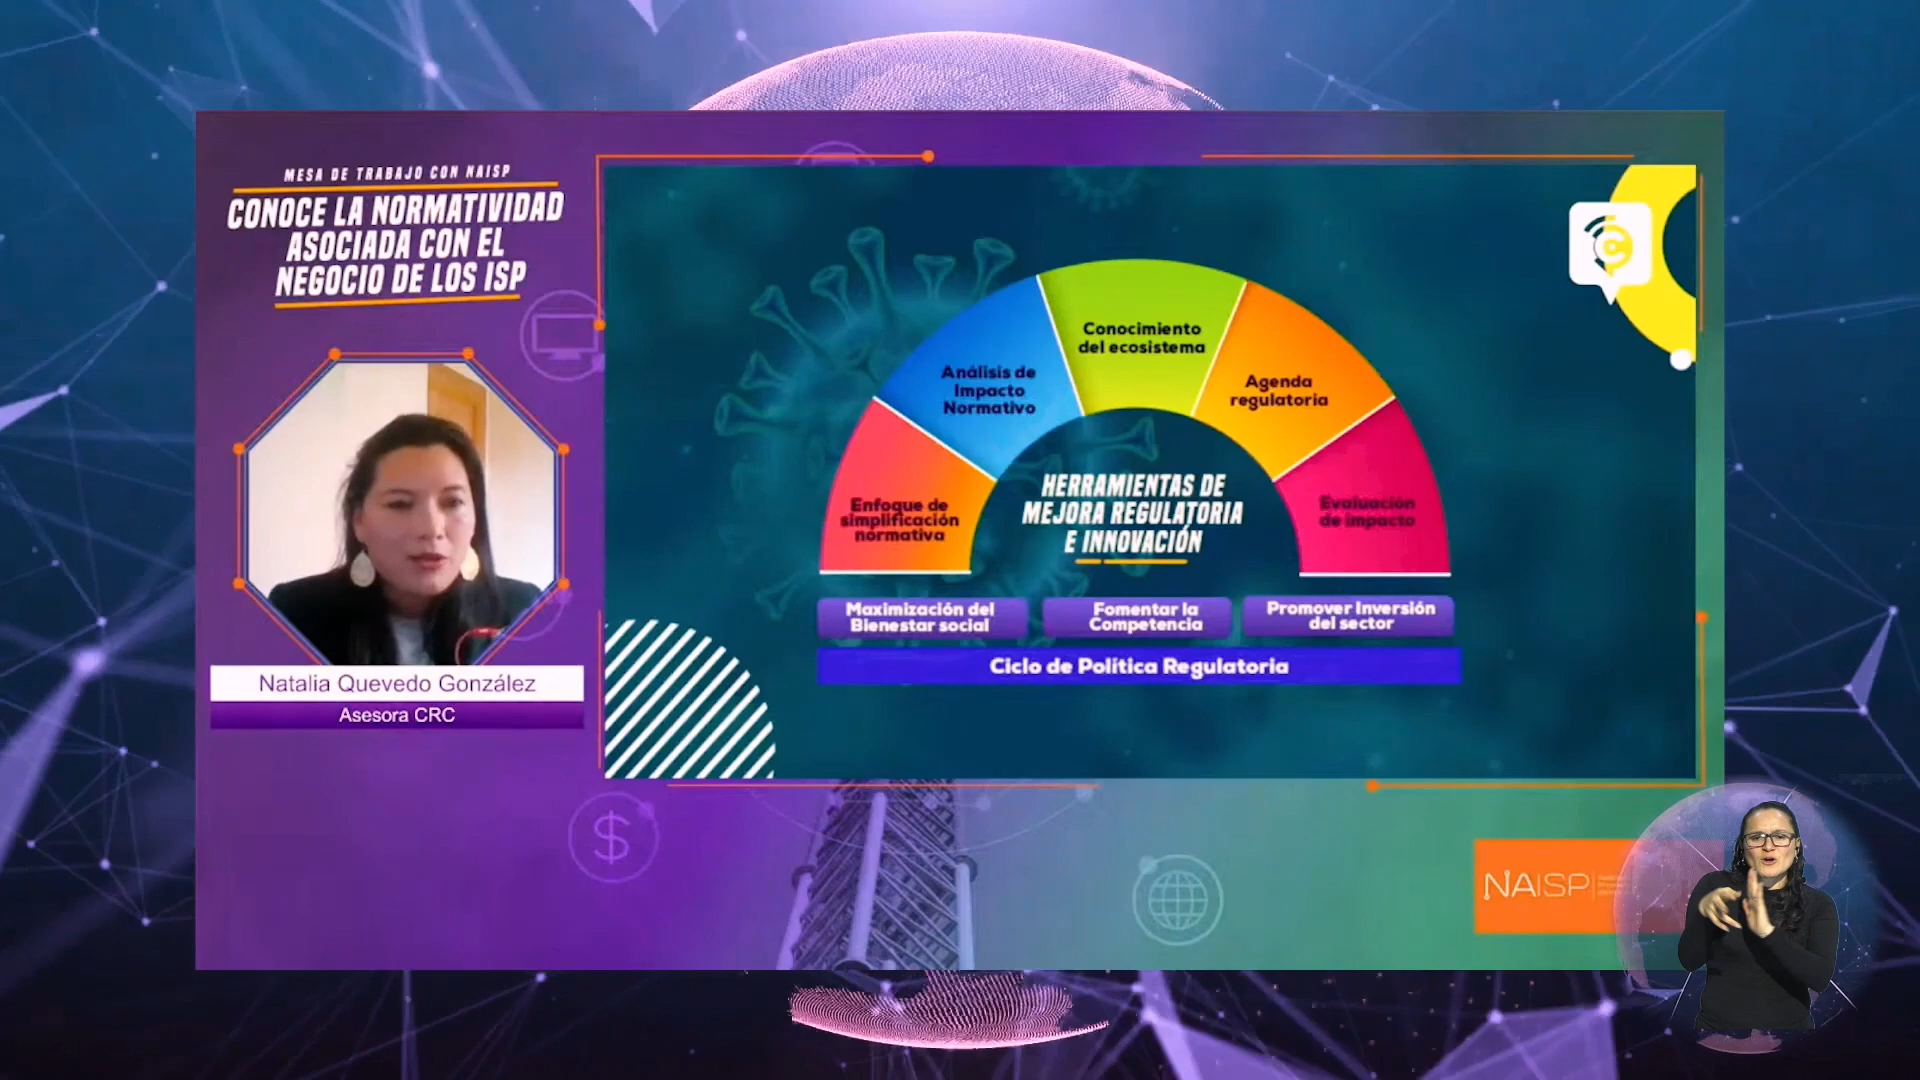 MESA DE TRABAJO CON NAISP
CONOCE LA NORMATIVIDAD
ASOCIADA CON EL
NEGOCIO DE LOS ISP
Natalia Quevedo González
Asesora CRC
Conocimiento
del ecosistema
Análisis de
Impacto
Normativo
Agenda
regulatoria
Enfoque de
simplificación
normativa
Evaluación
de impacto
HERRAMIENTAS DE
MEJORA REGULATORIA
E INNOVACIÓN
Maximización del
Bienestar social
Fomentar la
Competencia
Promover Inversión
del sector
Ciclo de Política Regulatoria
NAISP